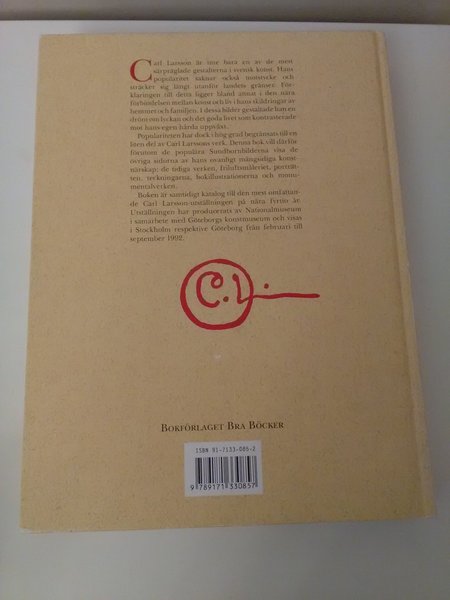 Carl Larsson är inte bara en av de mest
särpräglade gestalterna i svensk konst. Hans
popularitet saknar också motstycke och
sträcker sig långt utanför landets gränser. För-
klaringen till detta ligger bland annat i den nära
förbindelsen mellan konst och liv i hans skildringar av
hemmet och familjen. I dessa bilder gestaltade han en
dröm om lyckan och det goda livet som kontrasterade
mot hans egen hårda uppväxt.
Populariteten har dock i hög grad begränsats till en
liten del av Carl Larssons verk. Denna bok vill därför
förutom de populära Sundbornbilderna visa de
övriga sidorna av hans ovanligt mångsidiga konst-
närskap: de tidiga verken, friluftsmåleriet, porträt-
ten, teckningarna, bokillustrationerna och monu-
mentalverken.
Boken är samtidigt katalog till den mest omfattan-
de Carl Larsson-utställningen på nära fyrtio år.
Utställningen har producerats av Nationalmuseum
i samarbete med Göteborgs konstmuseum och visas
i Stockholm respektive Göteborg från februari till
september 1992.
C.L.
BOKFÖRLAGET BRA BÖCKER
ISBN 91-7133-085-2
9 789171 330857